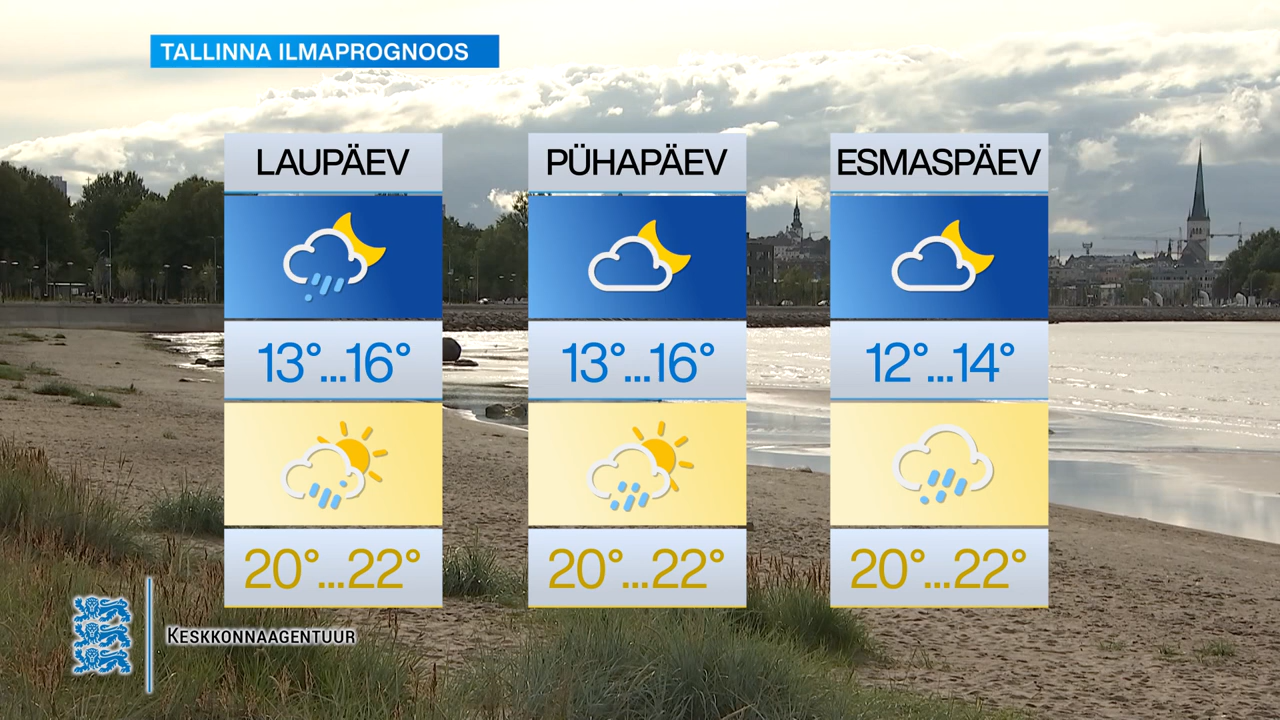 TALLINNA ILMAPROGNOOS
LAUPÄEV
13°...16°
20°...22°
PÜHAPÄEV
13°...16°
20°...22°
ESMASPÄEV
12°...14°
20°...22°
KESKKONNAAGENTUUR